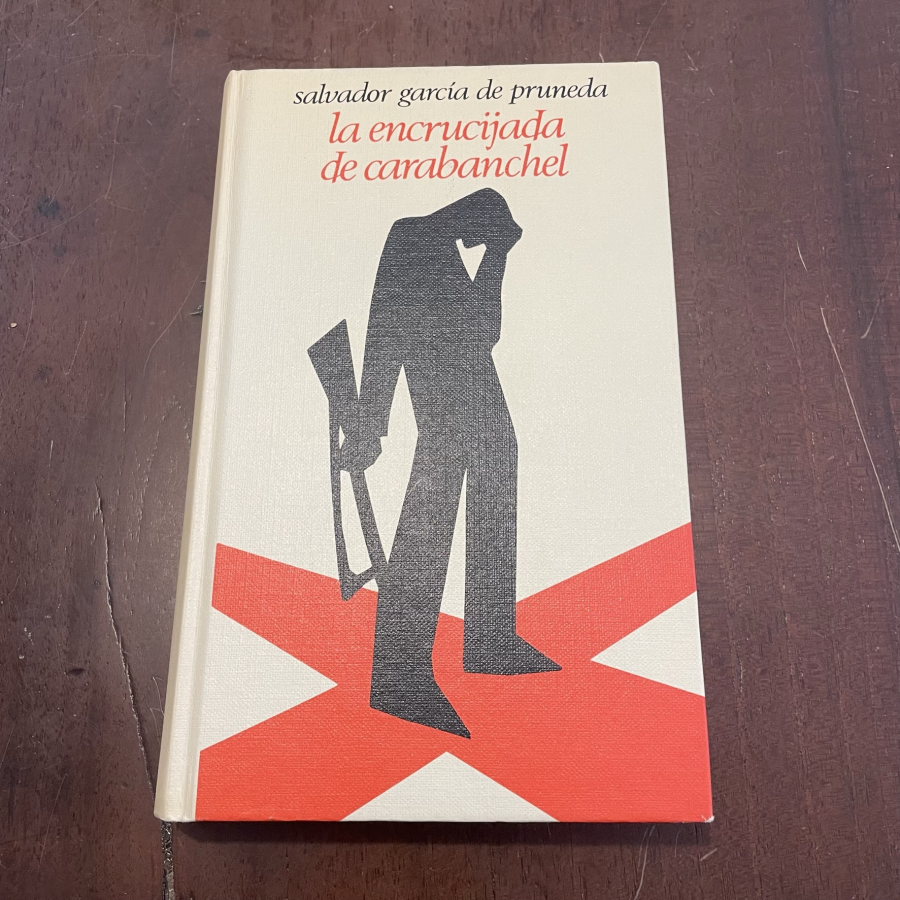 salvador garcía de pruneda
la encrucijada
de carabanchel